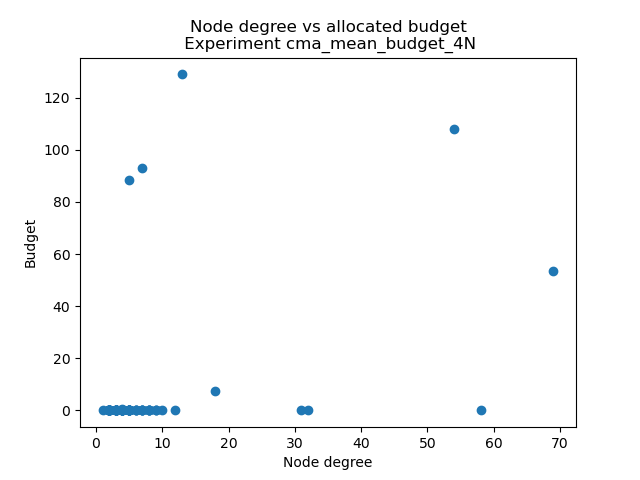 Node degree vs allocated budget
Experiment cma_mean_budget_4N
120
100
80
60
40
20
0
Budget
0 10 20 30 40 50 60 70
Node degree